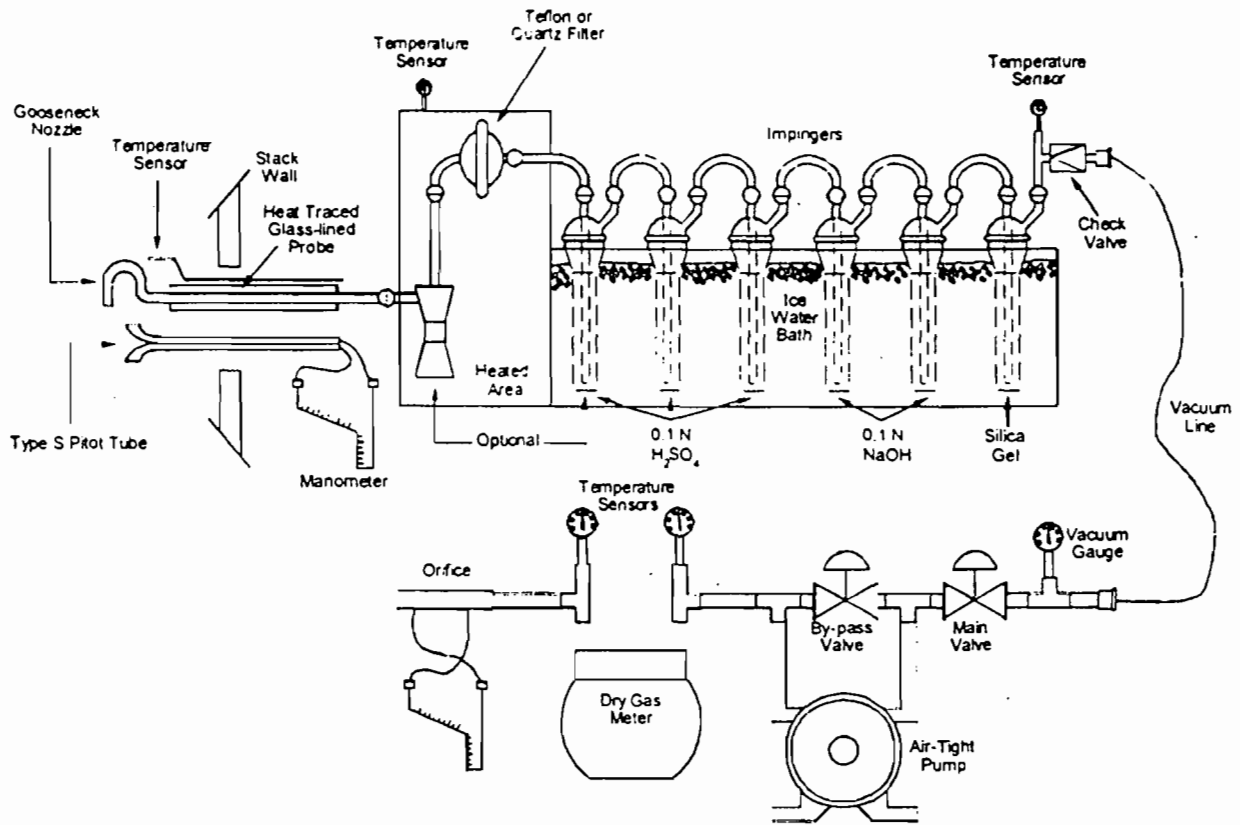 Teflon or
Quartz Filter
Temperature
Sensor
Temperature
Sensor
Gooseneck
Nozzle
Temperature
Sensor
Stack
Wall
Impingers
Heat Traced
Glass-lined
Probe
Check
Valve
Ice
Water
Bath
Heated
Area
Type S Pitot Tube
Manometer
Optional
0.1 N
H₂SO₄
0.1 N
NaOH
Silica
Gel
Vacuum
Line
Temperature
Sensors
Vacuum
Gauge
Orifice
By-pass
Valve
Main
Valve
Dry Gas
Meter
Air-Tight
Pump